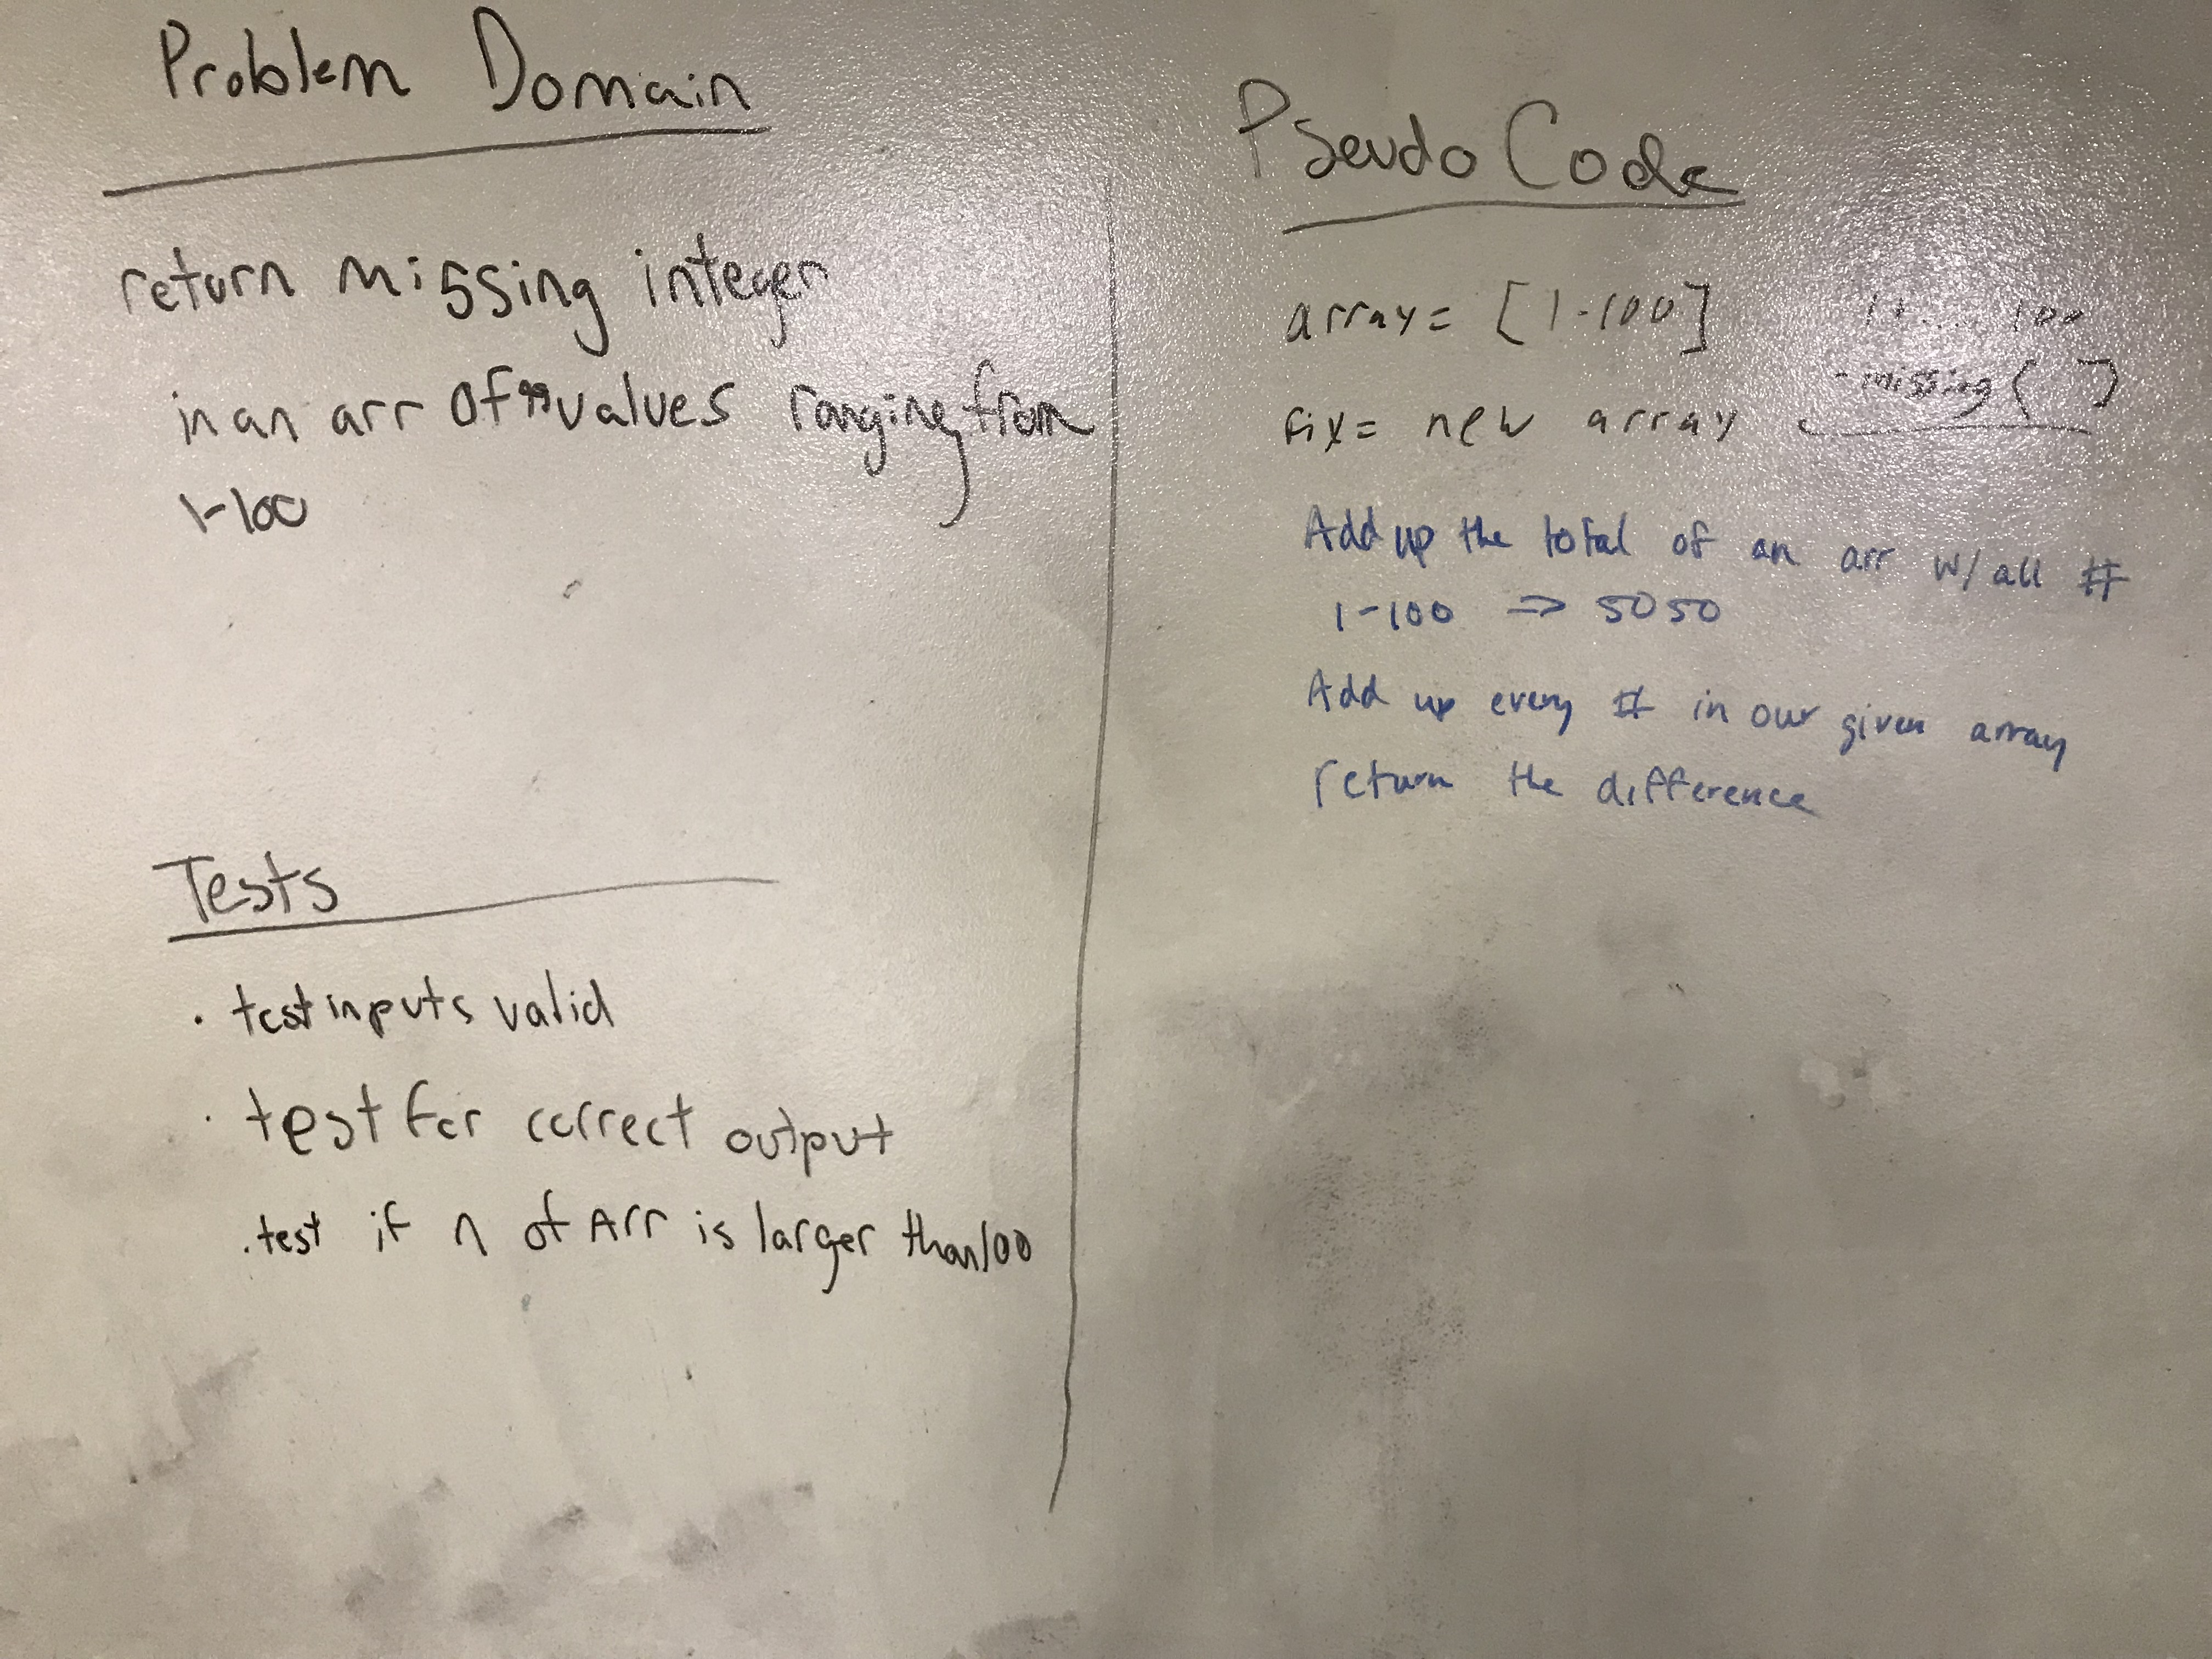 Problem Domain
return missing integer
in an arr of values ranging from
1-100
Tests
· test inputs valid
· test for correct output
. test if n of Arr is larger than 100
Pseudo Code
array = [1-100]
1 + .... 100
- missing [ ]
fix = new array
Add up the total of an arr w/ all #
1-100 => 5050
Add up every # in our given array
return the difference